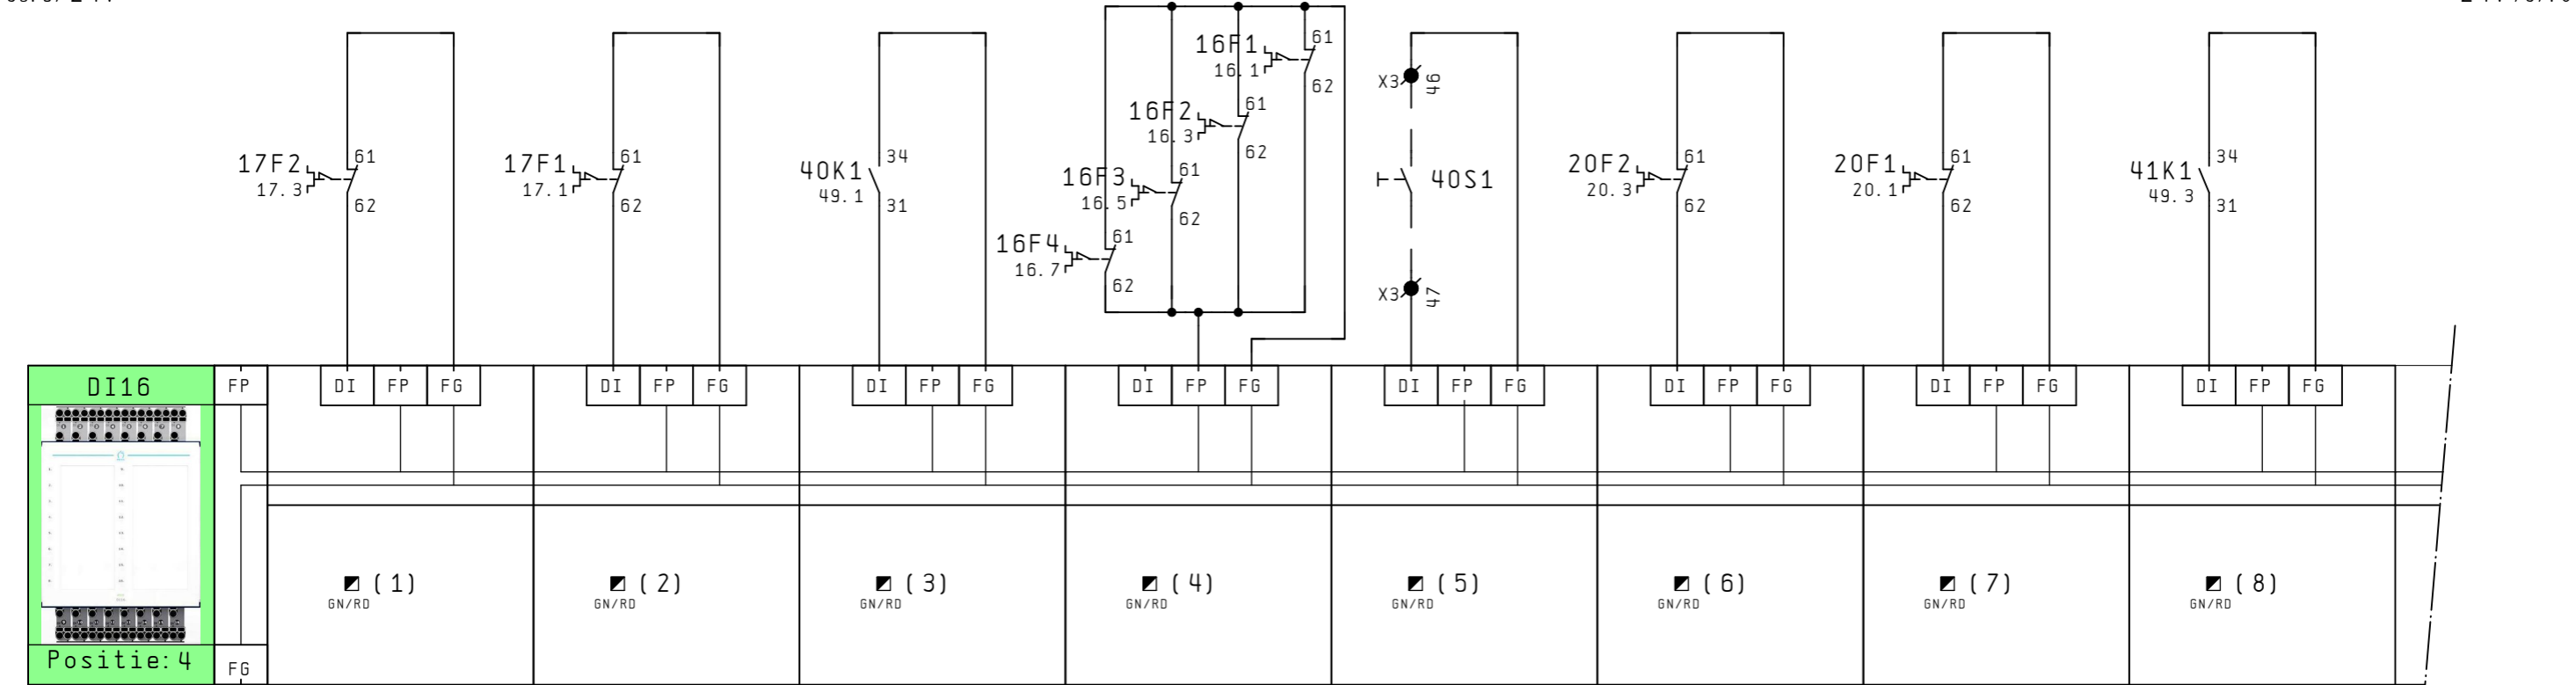 16F1
16.1
61
62
X3
46
16F2
16.3
61
62
17F2
17.3
61
62
17F1
17.1
61
62
40K1
49.1
34
31
16F3
16.5
61
62
40S1
20F2
20.3
61
62
20F1
20.1
61
62
41K1
49.3
34
31
16F4
16.7
61
62
X3
47
DI16
FP
DI FP FG
DI FP FG
DI FP FG
DI FP FG
DI FP FG
DI FP FG
DI FP FG
DI FP FG
(1)
GN/RD
(2)
GN/RD
(3)
GN/RD
(4)
GN/RD
(5)
GN/RD
(6)
GN/RD
(7)
GN/RD
(8)
GN/RD
Positie:4
FG